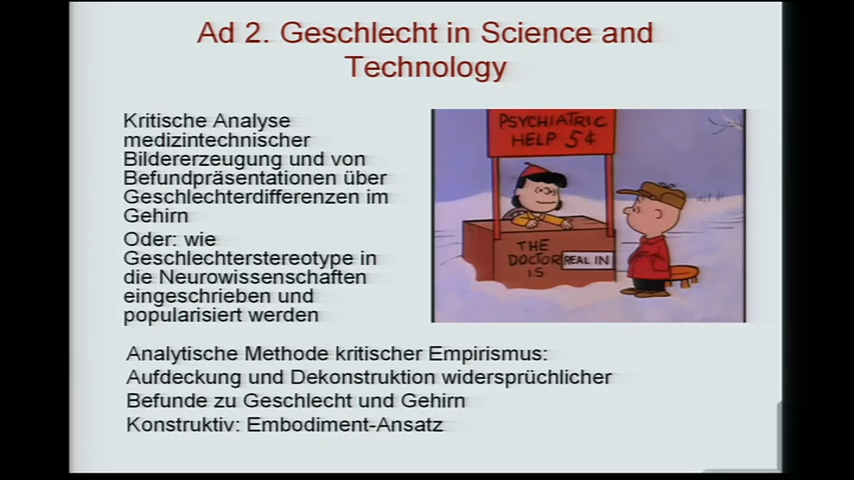 Ad 2. Geschlecht in Science and
Technology
Kritische Analyse
medizintechnischer
Bildererzeugung und von
Befundpräsentationen über
Geschlechterdifferenzen im
Gehirn
Oder: wie
Geschlechterstereotype in
die Neurowissenschaften
eingeschrieben und
popularisiert werden
PSYCHIATRIC
HELP 5¢
THE
DOCTOR REAL IN
IS
Analytische Methode kritischer Empirismus:
Aufdeckung und Dekonstruktion widersprüchlicher
Befunde zu Geschlecht und Gehirn
Konstruktiv: Embodiment-Ansatz